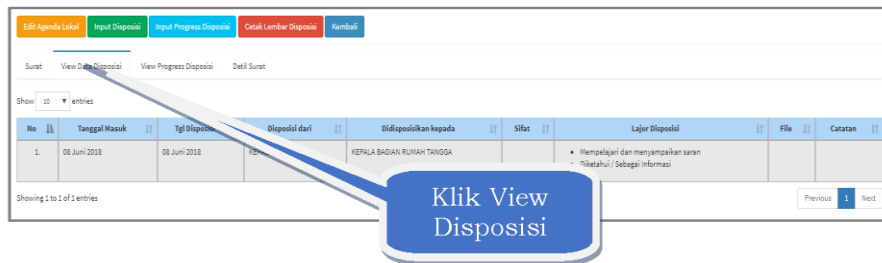 Edit Agenda Lokal Input Disposisi Input Progress Disposisi Cetak Lembar Disposisi Kembali
Surat View Data Disposisi View Progress Disposisi Detil Surat
Show 10 entries
No Tanggal Masuk Tgl Disposisi Disposisi dari Didisposisikan kepada Sifat Lajur Disposisi File Catatan
1. 08 Juni 2018 08 Juni 2018 KEPALA BAGIAN RUMAH TANGGA • Mempelajari dan menyampaikan saran
• Diketahui / Sebagai Informasi
Showing 1 to 1 of 1 entries Previous 1 Next
Klik View
Disposisi